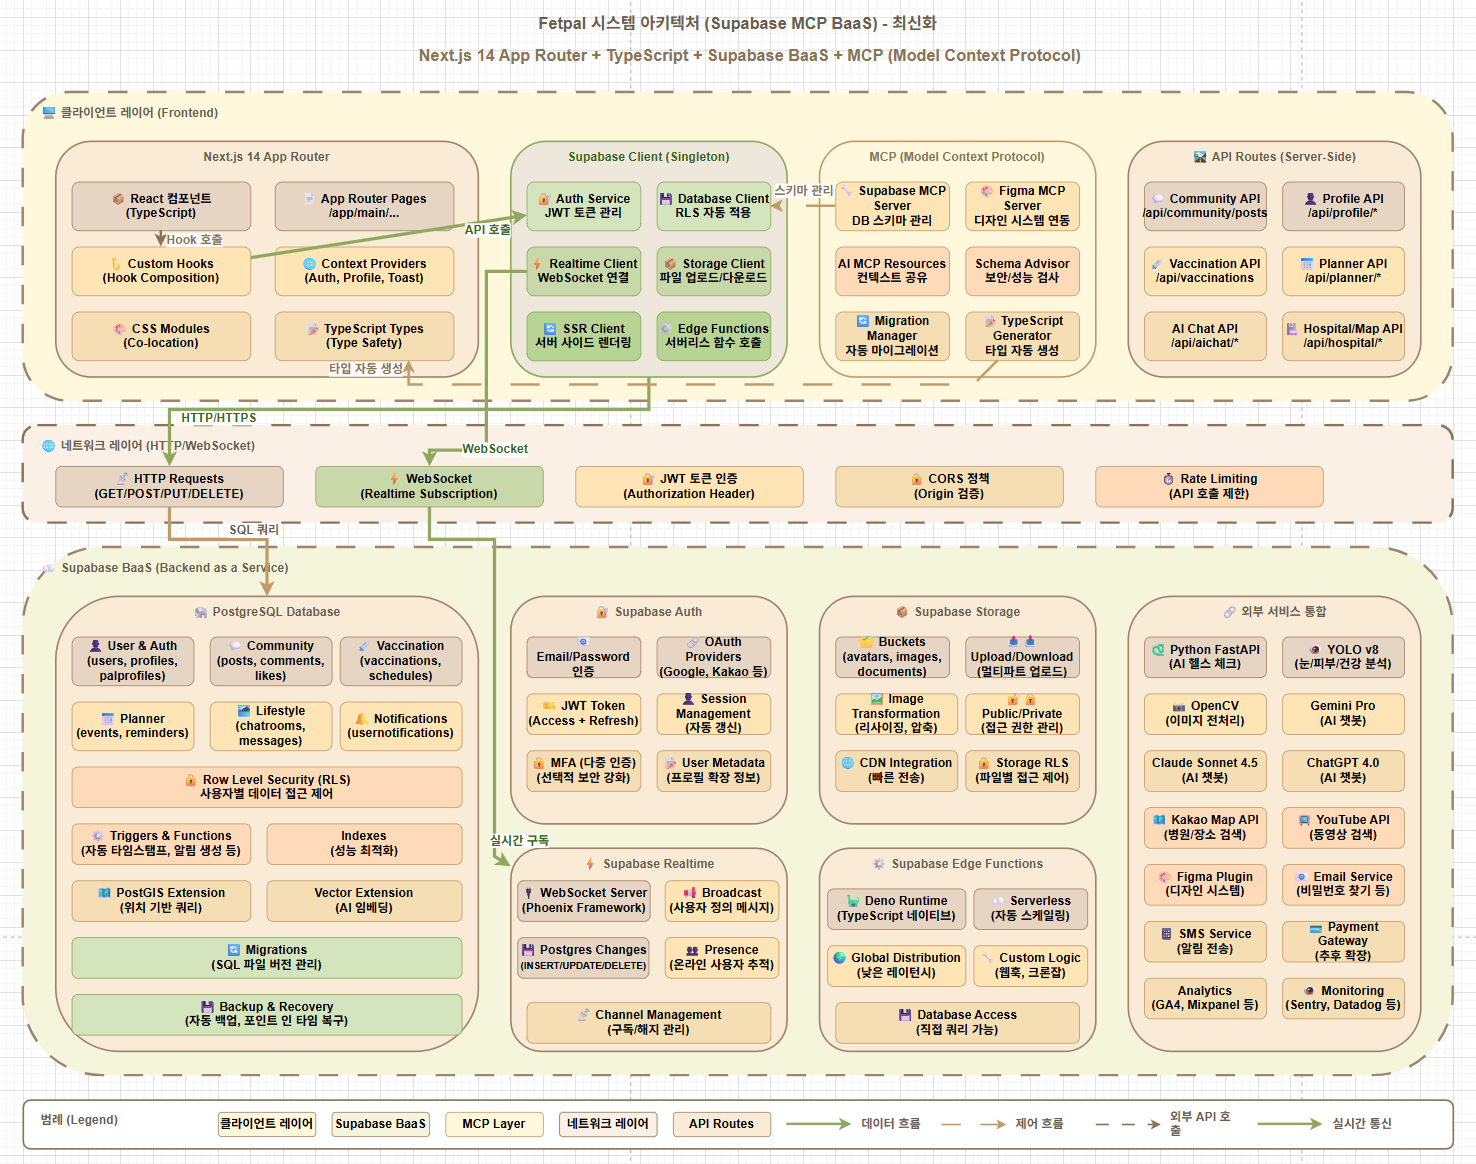 Fetpal 시스템 아키텍처 (Supabase MCP BaaS) - 최신화
Next.js 14 App Router + TypeScript + Supabase BaaS + MCP (Model Context Protocol)
클라이언트 레이어 (Frontend)
Next.js 14 App Router
React 컴포넌트
(TypeScript)
App Router Pages
/app/main/...
Hook 호출
Custom Hooks
(Hook Composition)
Context Providers
(Auth, Profile, Toast)
CSS Modules
(Co-location)
TypeScript Types
(Type Safety)
타입 자동 생성
API 호출
Supabase Client (Singleton)
Auth Service
JWT 토큰 관리
Database Client
RLS 자동 적용
Realtime Client
WebSocket 연결
Storage Client
파일 업로드/다운로드
SSR Client
서버 사이드 렌더링
Edge Functions
서버리스 함수 호출
스키마 관리
MCP (Model Context Protocol)
Supabase MCP
Server
DB 스키마 관리
Figma MCP
Server
디자인 시스템 연동
AI MCP Resources
컨텍스트 공유
Schema Advisor
보안/성능 검사
Migration
Manager
자동 마이그레이션
TypeScript
Generator
타입 자동 생성
API Routes (Server-Side)
Community API
/api/community/posts
Profile API
/api/profile/*
Vaccination API
/api/vaccinations
Planner API
/api/planner/*
AI Chat API
/api/aichat/*
Hospital/Map API
/api/hospital/*
HTTP/HTTPS
네트워크 레이어 (HTTP/WebSocket)
WebSocket
HTTP Requests
(GET/POST/PUT/DELETE)
WebSocket
(Realtime Subscription)
JWT 토큰 인증
(Authorization Header)
CORS 정책
(Origin 검증)
Rate Limiting
(API 호출 제한)
SQL 쿼리
Supabase BaaS (Backend as a Service)
PostgreSQL Database
User & Auth
(users, profiles,
palprofiles)
Community
(posts, comments,
likes)
Vaccination
(vaccinations,
schedules)
Planner
(events, reminders)
Lifestyle
(chatrooms,
messages)
Notifications
(usernotifications)
Row Level Security (RLS)
사용자별 데이터 접근 제어
Triggers & Functions
(자동 타임스탬프, 알림 생성 등)
Indexes
(성능 최적화)
PostGIS Extension
(위치 기반 쿼리)
Vector Extension
(AI 임베딩)
Migrations
(SQL 파일 버전 관리)
Backup & Recovery
(자동 백업, 포인트 인 타임 복구)
Supabase Auth
Email/Password
인증
OAuth
Providers
(Google, Kakao 등)
JWT Token
(Access + Refresh)
Session
Management
(자동 갱신)
MFA (다중 인증)
(선택적 보안 강화)
User Metadata
(프로필 확장 정보)
실시간 구독
Supabase Realtime
WebSocket Server
(Phoenix Framework)
Broadcast
(사용자 정의 메시지)
Postgres Changes
(INSERT/UPDATE/DELETE)
Presence
(온라인 사용자 추적)
Channel Management
(구독/해지 관리)
Supabase Storage
Buckets
(avatars, images,
documents)
Upload/Download
(멀티파트 업로드)
Image
Transformation
(리사이징, 압축)
Public/Private
(접근 권한 관리)
CDN Integration
(빠른 전송)
Storage RLS
(파일별 접근 제어)
Supabase Edge Functions
Deno Runtime
(TypeScript 네이티브)
Serverless
(자동 스케일링)
Global Distribution
(낮은 레이턴시)
Custom Logic
(웹훅, 크론잡)
Database Access
(직접 쿼리 가능)
외부 서비스 통합
Python FastAPI
(AI 헬스 체크)
YOLO v8
(눈/피부/건강 분석)
OpenCV
(이미지 전처리)
Gemini Pro
(AI 챗봇)
Claude Sonnet 4.5
(AI 챗봇)
ChatGPT 4.0
(AI 챗봇)
Kakao Map API
(병원/장소 검색)
YouTube API
(동영상 검색)
Figma Plugin
(디자인 시스템)
Email Service
(비밀번호 찾기 등)
SMS Service
(알림 전송)
Payment
Gateway
(추후 확장)
Analytics
(GA4, Mixpanel 등)
Monitoring
(Sentry, Datadog 등)
범례 (Legend)
클라이언트 레이어
Supabase BaaS
MCP Layer
네트워크 레이어
API Routes
데이터 흐름
제어 흐름
외부 API 호
출
실시간 통신